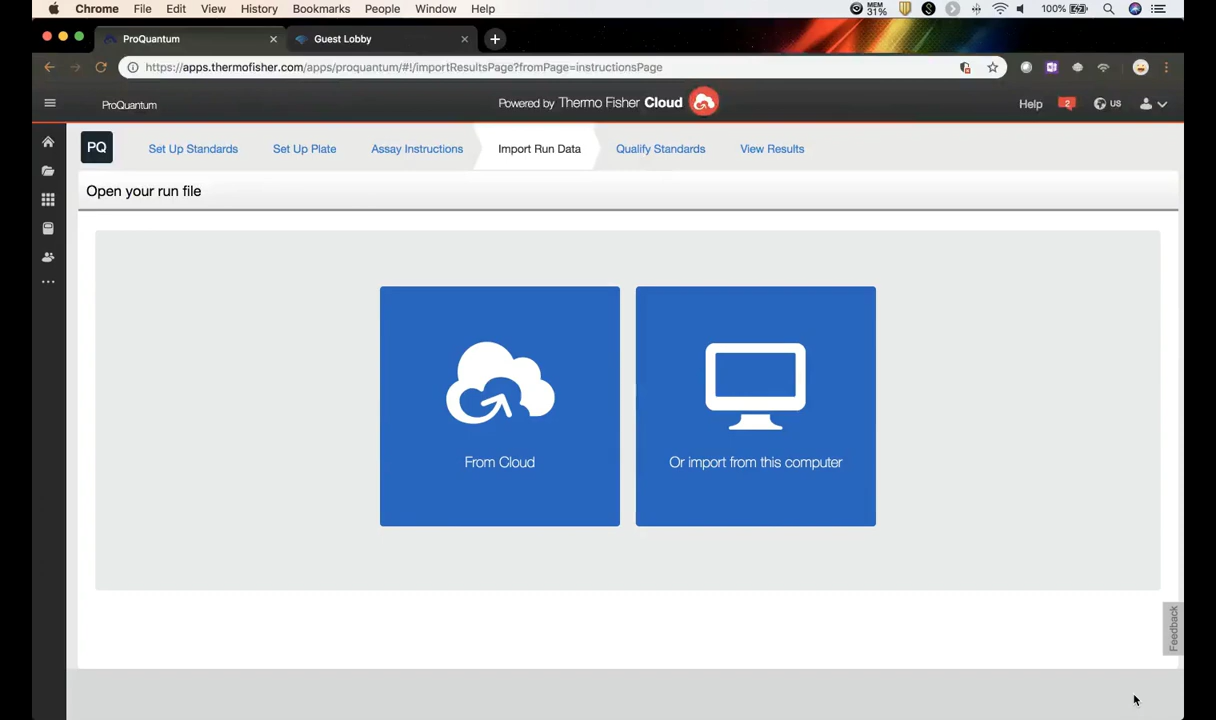 Chrome File Edit View History Bookmarks People Window Help MEM 31% 100%
ProQuantum Guest Lobby
https://apps.thermofisher.com/apps/proquantum/#!/importResultsPage?fromPage=instructionsPage
ProQuantum Powered by Thermo Fisher Cloud Help 2 US
PQ Set Up Standards Set Up Plate Assay Instructions Import Run Data Qualify Standards View Results
Open your run file
From Cloud Or import from this computer
Feedback